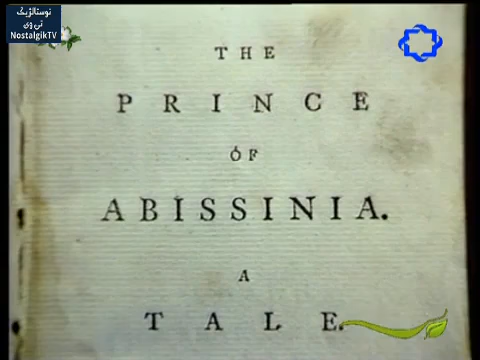 نوستالژیک
تی وی
NostalgikTV
THE
PRINCE
OF
ABISSINIA.
A
TALE.